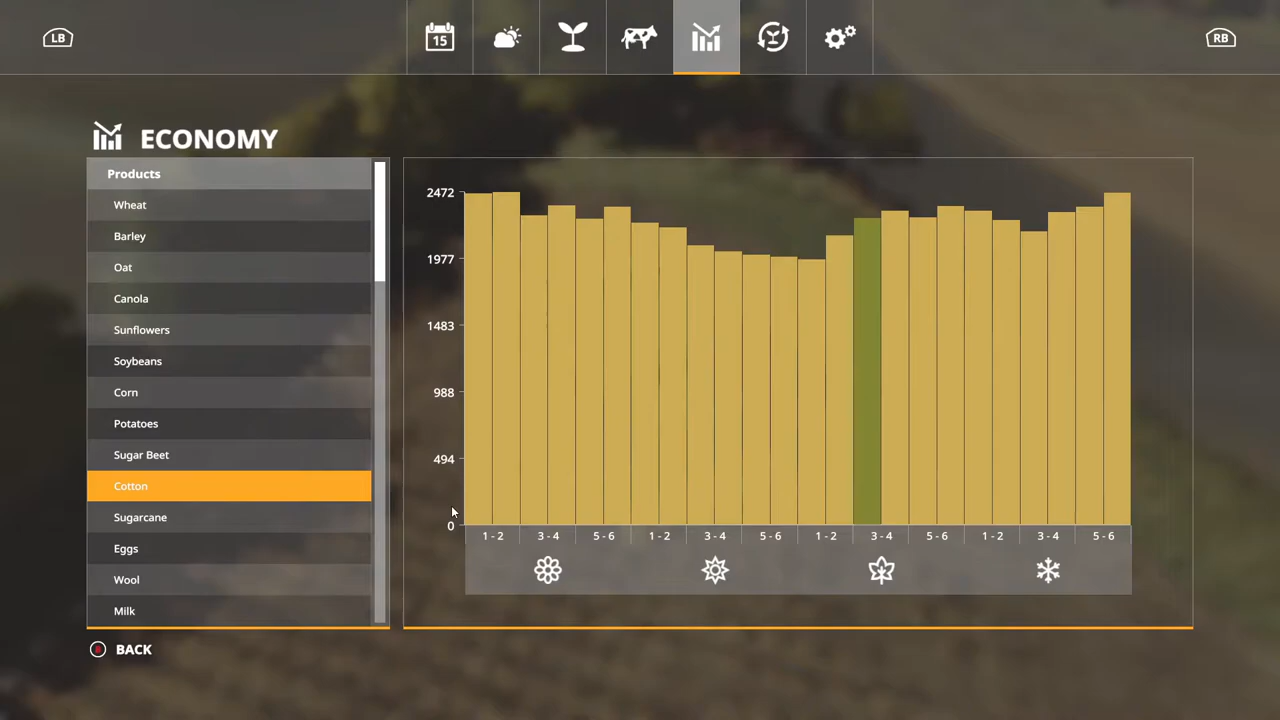 LB
15
RB
ECONOMY
Products
Wheat
Barley
Oat
Canola
Sunflowers
Soybeans
Corn
Potatoes
Sugar Beet
Cotton
Sugarcane
Eggs
Wool
Milk
2472
1977
1483
988
494
0
1 - 2 3 - 4 5 - 6 1 - 2 3 - 4 5 - 6 1 - 2 3 - 4 5 - 6 1 - 2 3 - 4 5 - 6
BACK